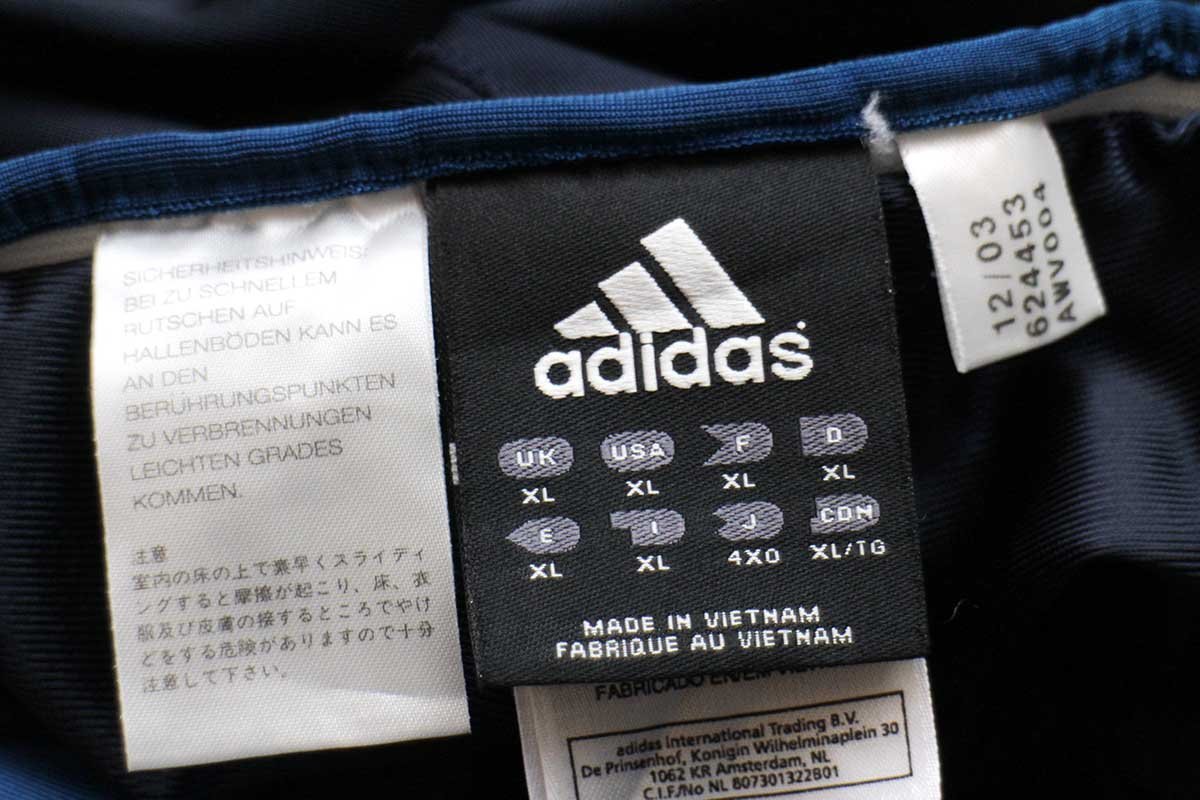 SICHERHEITSHINWEIS:
BEI ZU SCHNELLEM
RUTSCHEN AUF
HALLENBÖDEN KANN ES
AN DEN
BERÜHRUNGSPUNKTEN
ZU VERBRENNUNGEN
LEICHTEN GRADES
KOMMEN.
注意
室内の床の上で素早くスライディ
ングすると摩擦が起こり、床、衣
服及び皮膚の接するところでやけ
どをする危険がありますので十分
注意して下さい。
adidas
UK USA F D
XL XL XL XL
E I J CDN
XL XL 4XO XL/TG
MADE IN VIETNAM
FABRIQUE AU VIETNAM
FABRICADO EN/EM
adidas International Trading B.V.
De Prinsenhof, Konigin Wilhelminaplein 30
1062 KR Amsterdam, NL
C.I.F./No NL 807301322B01
12/03
624453
AWV004